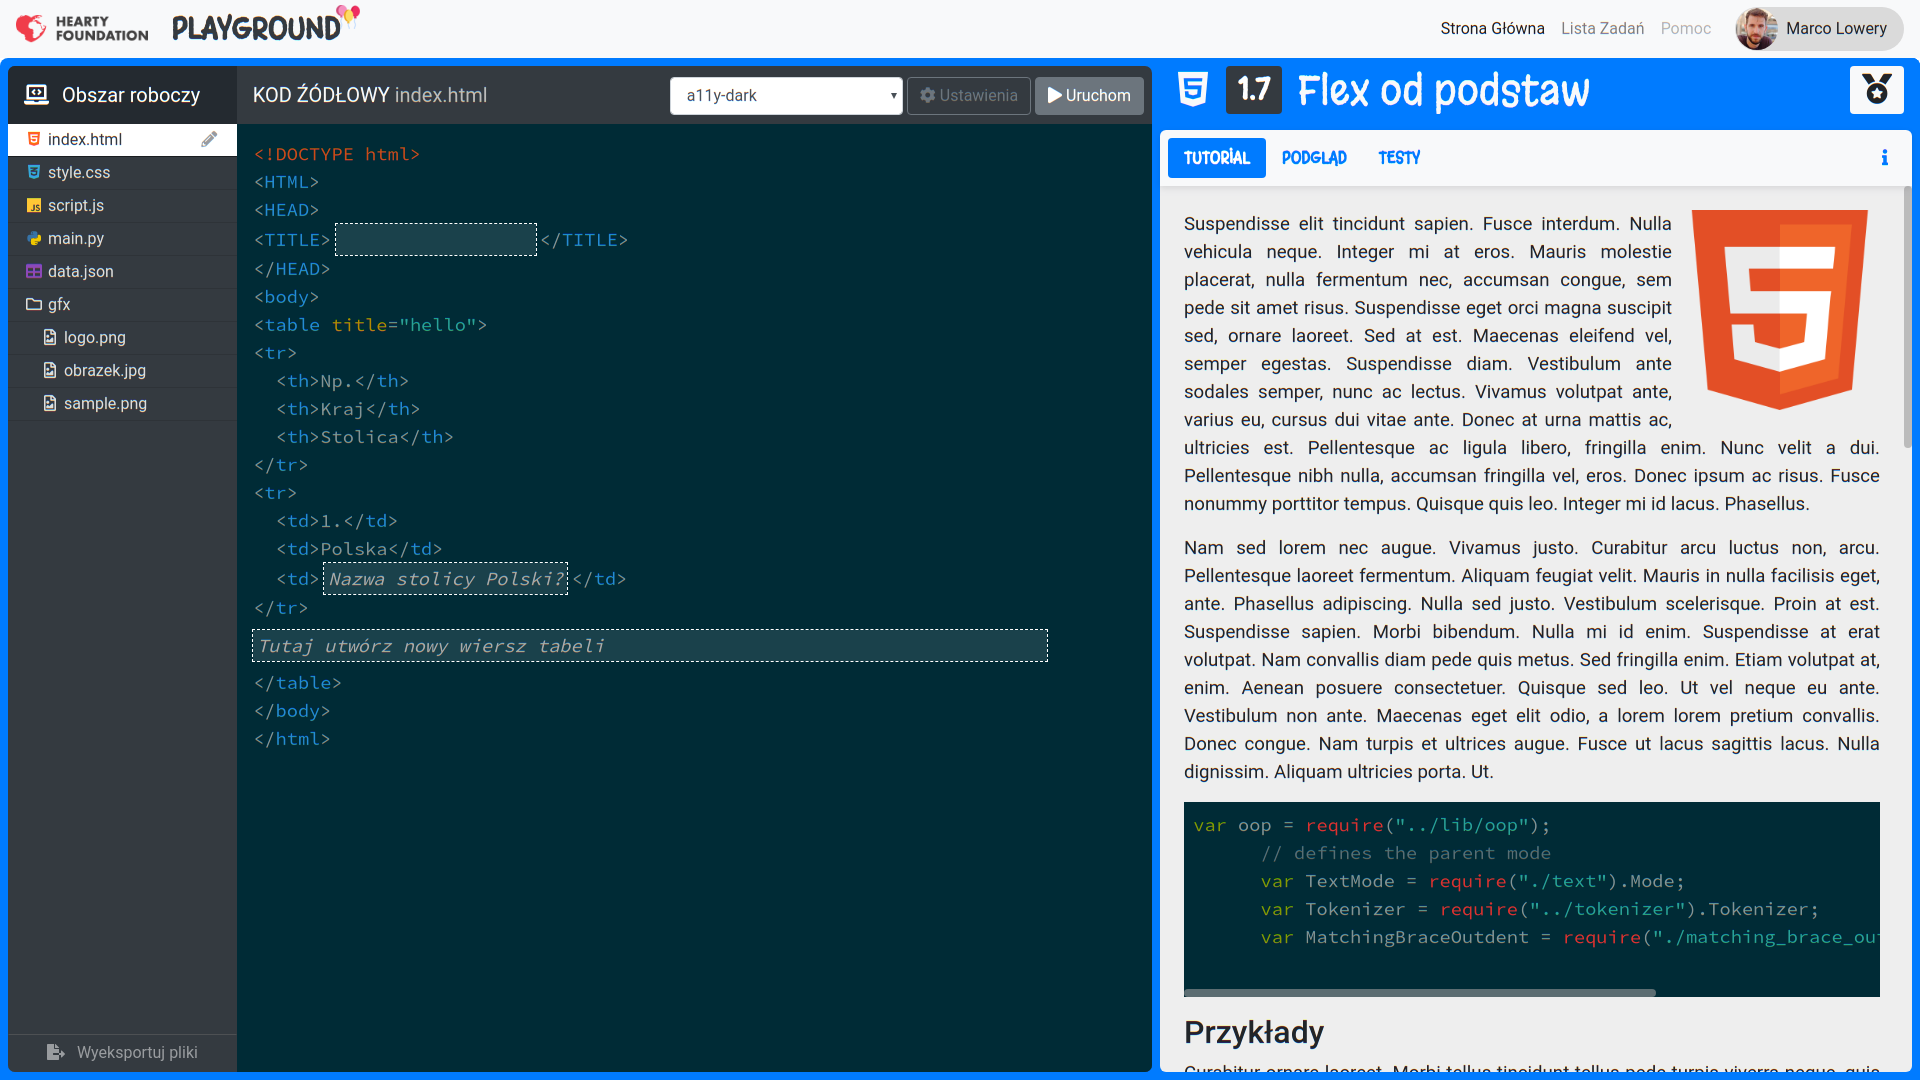 HEARTY
FOUNDATION
PLAYGROUND
Strona Główna
Lista Zadań
Pomoc
Marco Lowery
Obszar roboczy
index.html
style.css
script.js
JS
main.py
data.json
gfx
logo.png
obrazek.jpg
sample.png
Wyeksportuj pliki
KOD ŹÓDŁOWY index.html
a11y-dark
Ustawienia
Uruchom
<!DOCTYPE html>
<HTML>
<HEAD>
<TITLE> </TITLE>
</HEAD>
<body>
<table title="hello">
<tr>
<th>Np.</th>
<th>Kraj</th>
<th>Stolica</th>
</tr>
<tr>
<td>1.</td>
<td>Polska</td>
<td>Nazwa stolicy Polski?</td>
</tr>
Tutaj utwórz nowy wiersz tabeli
</table>
</body>
</html>
1.7 Flex od podstaw
TUTORIAL
PODGLĄD
TESTY
Suspendisse elit tincidunt sapien. Fusce interdum. Nulla
vehicula neque. Integer mi at eros. Mauris molestie
placerat, nulla fermentum nec, accumsan congue, sem
pede sit amet risus. Suspendisse eget orci magna suscipit
sed, ornare laoreet. Sed at est. Maecenas eleifend vel,
semper egestas. Suspendisse diam. Vestibulum ante
sodales semper, nunc ac lectus. Vivamus volutpat ante,
varius eu, cursus dui vitae ante. Donec at urna mattis ac,
ultricies est. Pellentesque ac ligula libero, fringilla enim. Nunc velit a dui.
Pellentesque nibh nulla, accumsan fringilla vel, eros. Donec ipsum ac risus. Fusce
nonummy porttitor tempus. Quisque quis leo. Integer mi id lacus. Phasellus.
Nam sed lorem nec augue. Vivamus justo. Curabitur arcu luctus non, arcu.
Pellentesque laoreet fermentum. Aliquam feugiat velit. Mauris in nulla facilisis eget,
ante. Phasellus adipiscing. Nulla sed justo. Vestibulum scelerisque. Proin at est.
Suspendisse sapien. Morbi bibendum. Nulla mi id enim. Suspendisse at erat
volutpat. Nam convallis diam pede quis metus. Sed fringilla enim. Etiam volutpat at,
enim. Aenean posuere consectetuer. Quisque sed leo. Ut vel neque eu ante.
Vestibulum non ante. Maecenas eget elit odio, a lorem lorem pretium convallis.
Donec congue. Nam turpis et ultrices augue. Fusce ut lacus sagittis lacus. Nulla
dignissim. Aliquam ultricies porta. Ut.
var oop = require("../lib/oop");
// defines the parent mode
var TextMode = require("./text").Mode;
var Tokenizer = require("../tokenizer").Tokenizer;
var MatchingBraceOutdent = require("./matching_brace_ou
Przykłady
Curabitur ornare laoreet. Morbi tellus tincidunt tellus pede turpis viverra neque, quis